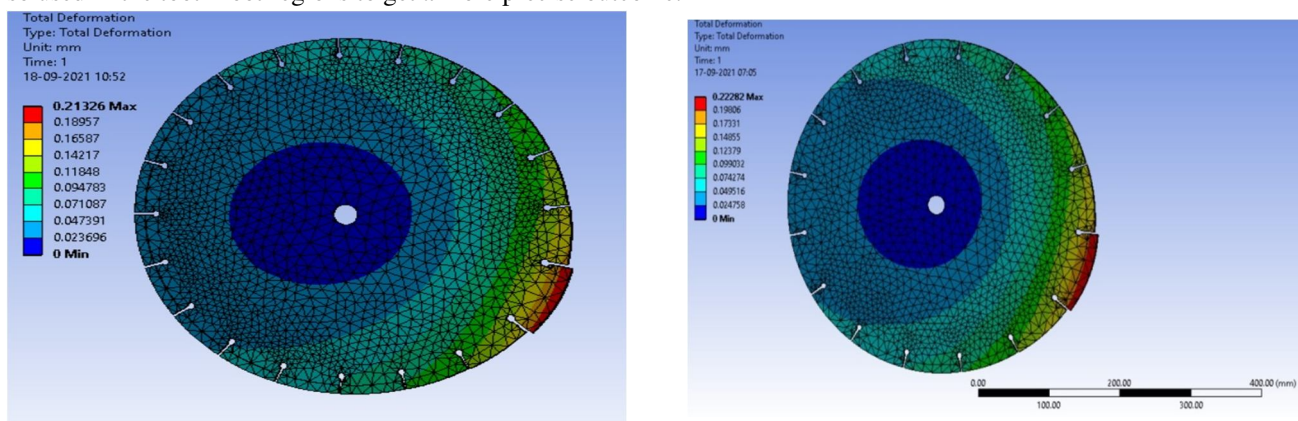 Total Deformation
Type: Total Deformation
Unit: mm
Time: 1
18-09-2021 10:52
0.21326 Max
0.18957
0.16587
0.14217
0.11848
0.094783
0.071087
0.047391
0.023696
0 Min
Total Deformation
Type: Total Deformation
Unit: mm
Time: 1
17-09-2021 07:05
0.22282 Max
0.19806
0.17331
0.14855
0.12379
0.099032
0.074274
0.049516
0.024758
0 Min
0.00
200.00
400.00 (mm)
100.00
300.00